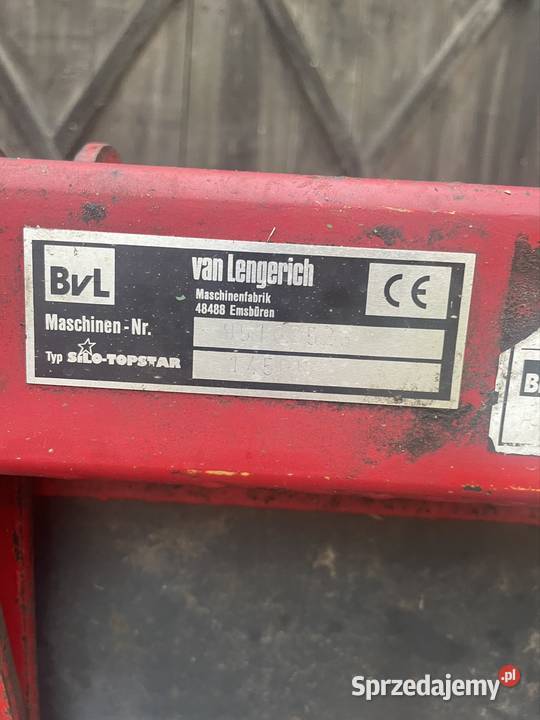 BvL
van Lengerich
Maschinenfabrik
48488 Emsbüren
CE
Maschinen-Nr.
Typ SILO-TOPSTAR
B
Sprzedajemy.pl